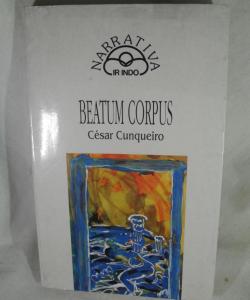 NARRATIVA
IR INDO
BEATUM CORPUS
César Cunqueiro